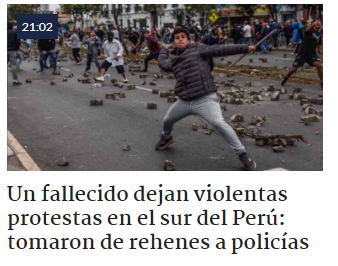 21:02
Un fallecido dejan violentas
protestas en el sur del Perú:
tomaron de rehenes a policías